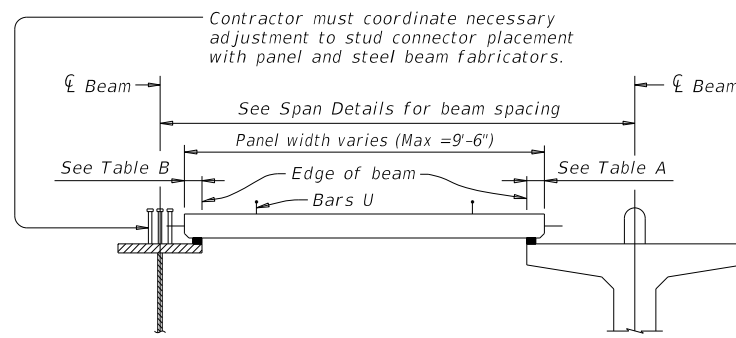 Contractor must coordinate necessary
adjustment to stud connector placement
with panel and steel beam fabricators.
℄ Beam
℄ Beam
See Span Details for beam spacing
Panel width varies (Max =9'-6")
See Table B
Edge of beam
See Table A
Bars U